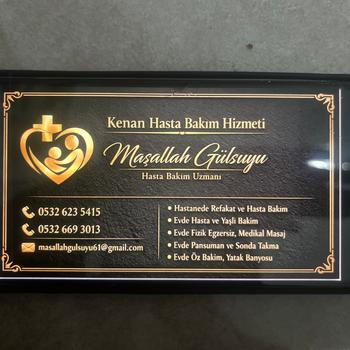 Kenan Hasta Bakım Hizmeti
Maşallah Gülsuyu
Hasta Bakım Uzmanı
0532 623 5415
0532 669 3013
masallahgulsuyu61@gmail.com
• Hastanede Refakat ve Hasta Bakım
• Evde Hasta ve Yaşli Bakım
• Evde Fizik Egzersiz, Medikal Masaj
• Evde Pansuman ve Sonda Takma
• Evde Öz Bakim, Yatak Banyosu